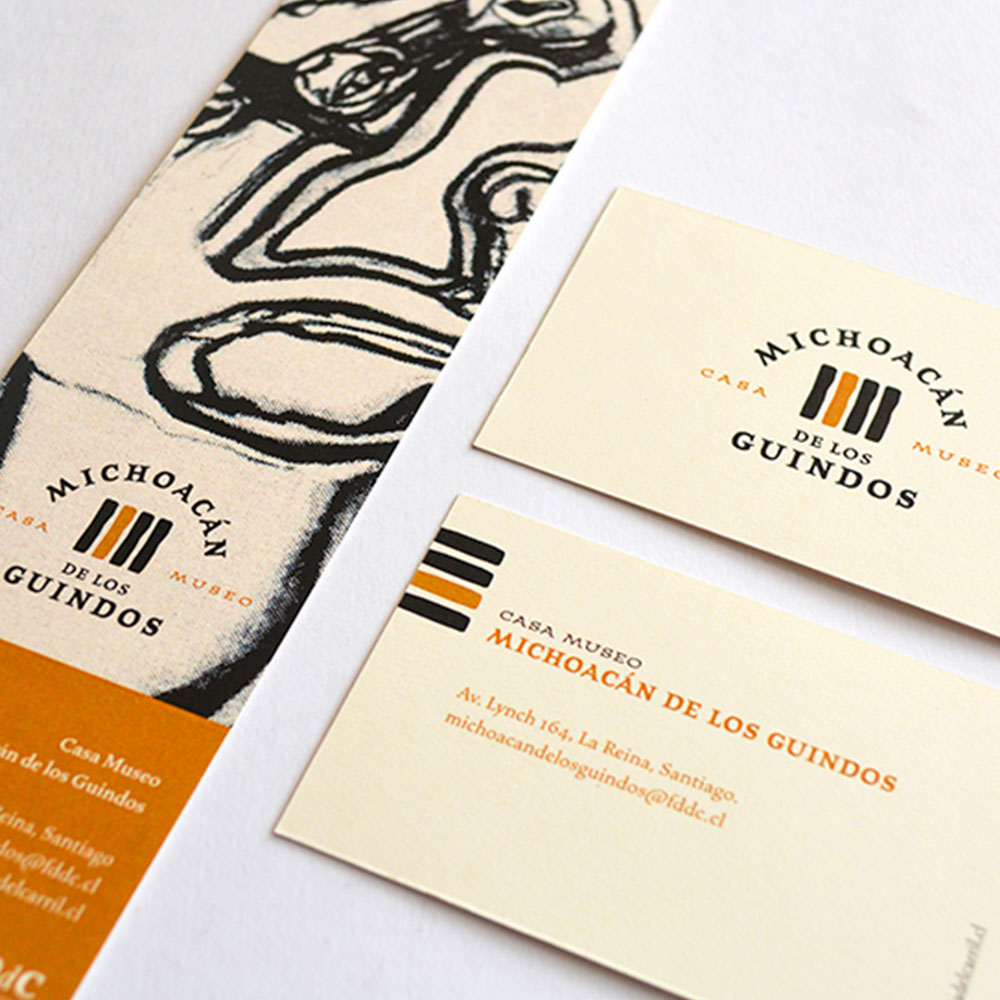 MICHOACÁN
CASA MUSEO
DE LOS
GUINDOS
Casa Museo
de los Guindos
Santiago
@fddc.cl
MICHOACÁN
CASA MUSEO
DE LOS
GUINDOS
CASA MUSEO
MICHOACÁN DE LOS GUINDOS
Av. Lynch 164, La Reina, Santiago.
michoacandelosguindos@fddc.cl